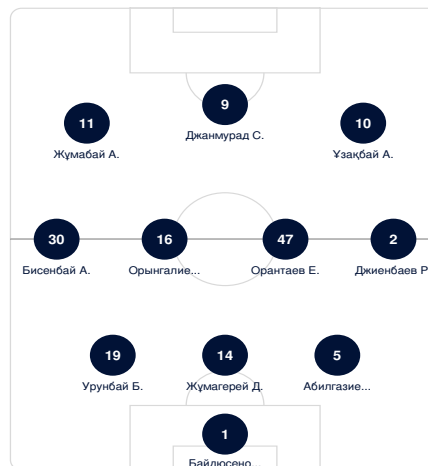 9
11
10
Джанмурад С.
Жұмабай А.
Ұзақбай А.
30
16
47
2
Бисенбай А.
Орынгалие...
Орантаев Е.
Джиенбаев Р
19
14
5
Урунбай Б.
Жұмагерей Д.
Абилгазие...
1
Байдюсено...